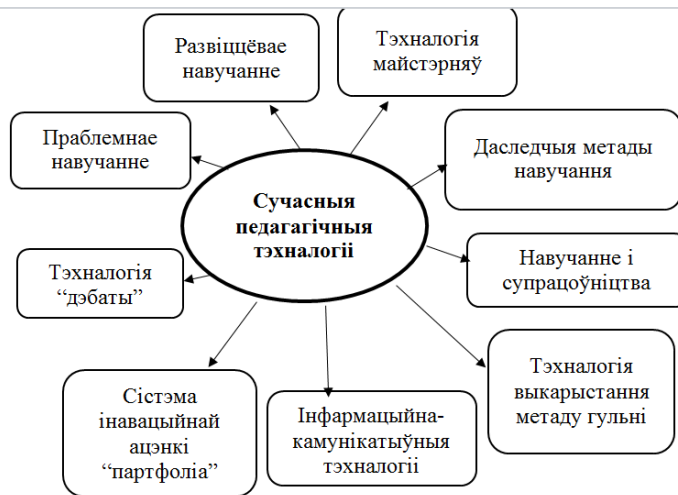 Развіццёвае
навучанне
Тэхналогія
майстэрняў
Праблемнае
навучанне
Даследчыя метады
навучання
Сучасныя
педагагічныя
тэхналогіі
Навучанне і
супрацоўніцтва
Тэхналогія
“дэбаты”
Тэхналогія
выкарыстання
метаду гульні
Сістэма
інавацыйнай
ацэнкі
“партфоліа”
Інфармацыйна-
камунікатыўныя
тэхналогіі